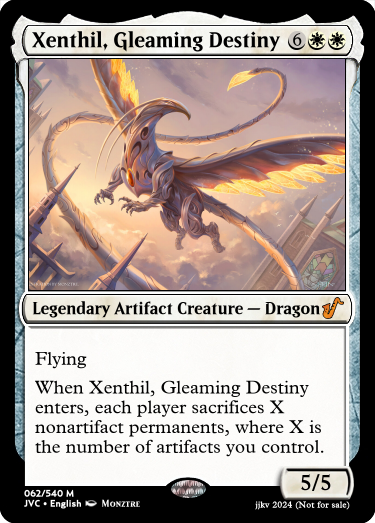 Xenthil, Gleaming Destiny 6
Legendary Artifact Creature — Dragon
Flying
When Xenthil, Gleaming Destiny
enters, each player sacrifices X
nonartifact permanents, where X is
the number of artifacts you control.
5/5
062/540 M
JVC • English MONZTRE
jjkv 2024 (Not for sale)